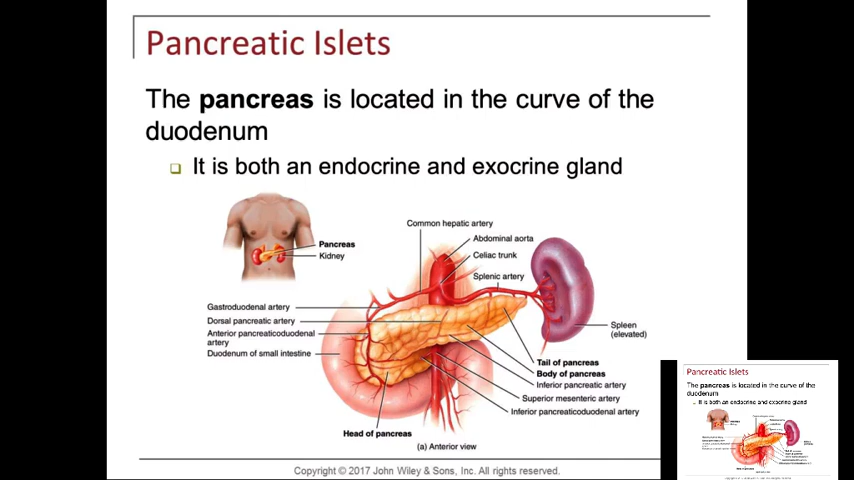 Pancreatic Islets
The pancreas is located in the curve of the
duodenum
It is both an endocrine and exocrine gland
Common hepatic artery
Abdominal aorta
Celiac trunk
Splenic artery
Pancreas
Kidney
Gastroduodenal artery
Dorsal pancreatic artery
Anterior pancreaticoduodenal
artery
Duodenum of small intestine
Spleen
(elevated)
Tail of pancreas
Body of pancreas
Inferior pancreatic artery
Superior mesenteric artery
Inferior pancreaticoduodenal artery
Head of pancreas
(a) Anterior view
Copyright © 2017 John Wiley & Sons, Inc. All rights reserved.
Pancreatic Islets
The pancreas is located in the curve of the
duodenum
It is both an endocrine and exocrine gland